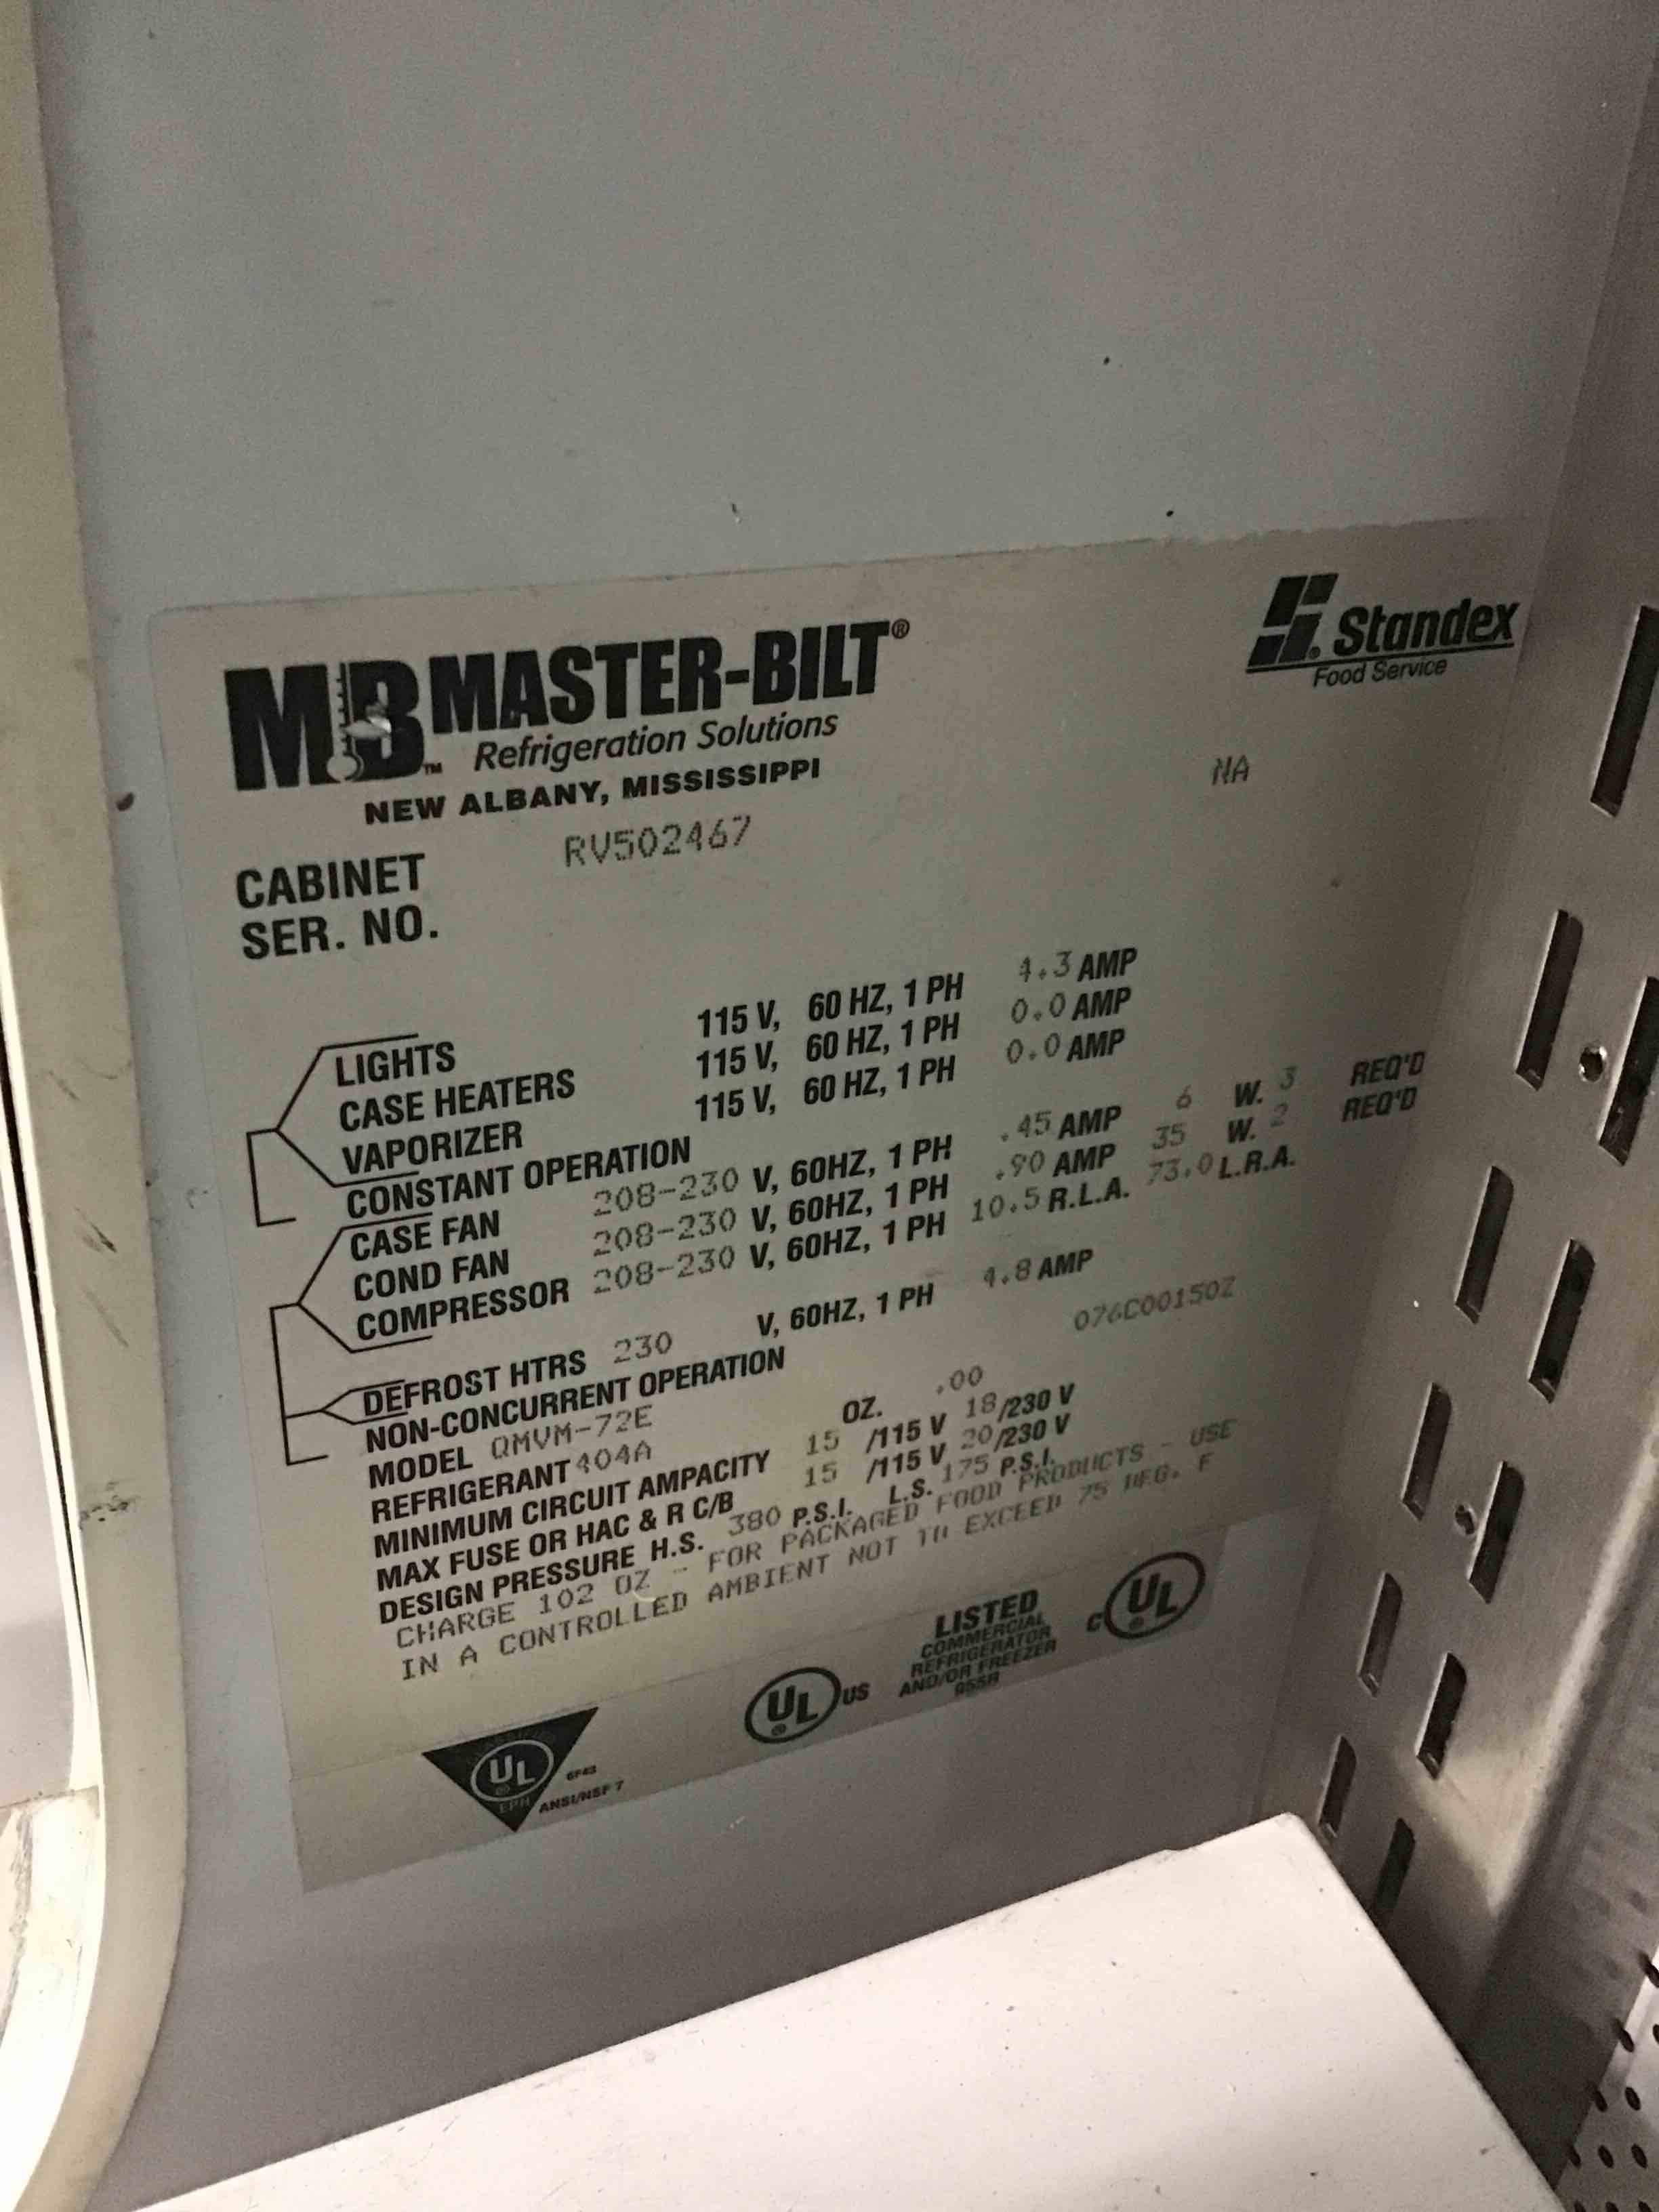 MB™ MASTER-BILT®
Refrigeration Solutions
NEW ALBANY, MISSISSIPPI
Standex
Food Service
NA
CABINET RV502467
SER. NO.
LIGHTS 115 V, 60 HZ, 1 PH 4.3 AMP
CASE HEATERS 115 V, 60 HZ, 1 PH 0.0 AMP
VAPORIZER 115 V, 60 HZ, 1 PH 0.0 AMP
CONSTANT OPERATION
CASE FAN 208-230 V, 60HZ, 1 PH .45 AMP 6 W. 3 REQ'D
COND FAN 208-230 V, 60HZ, 1 PH .90 AMP 35 W. 2 REQ'D
COMPRESSOR 208-230 V, 60HZ, 1 PH 10.5 R.L.A. 73.0 L.R.A.
DEFROST HTRS 230 V, 60HZ, 1 PH 4.8 AMP
NON-CONCURRENT OPERATION 076C00150Z
MODEL QMVM-72E
REFRIGERANT 404A OZ. .00
MINIMUM CIRCUIT AMPACITY 15 /115 V 18/230 V
MAX FUSE OR HAC & R C/B 15 /115 V 20/230 V
DESIGN PRESSURE H.S. 380 P.S.I. L.S. 175 P.S.I.
CHARGE 102 OZ - FOR PACKAGED FOOD PRODUCTS - USE
IN A CONTROLLED AMBIENT NOT TO EXCEED 75 DEG. F
UL
EPH
6F43
ANSI/NSF 7
UL US
LISTED
COMMERCIAL
REFRIGERATOR
AND/OR FREEZER
955R
C UL